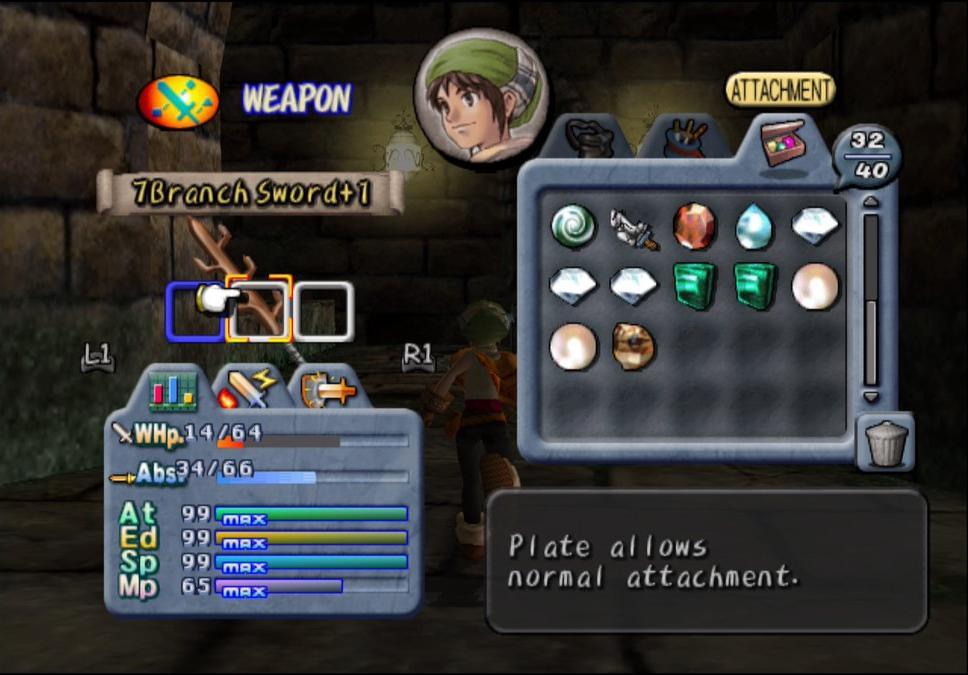 WEAPON
ATTACHMENT
32
40
7Branch Sword+1
L1
R1
WHp.14/64
Abs.34/66
At 99 max
Ed 99 max
Sp 99 max
Mp 65 max
Plate allows
normal attachment.